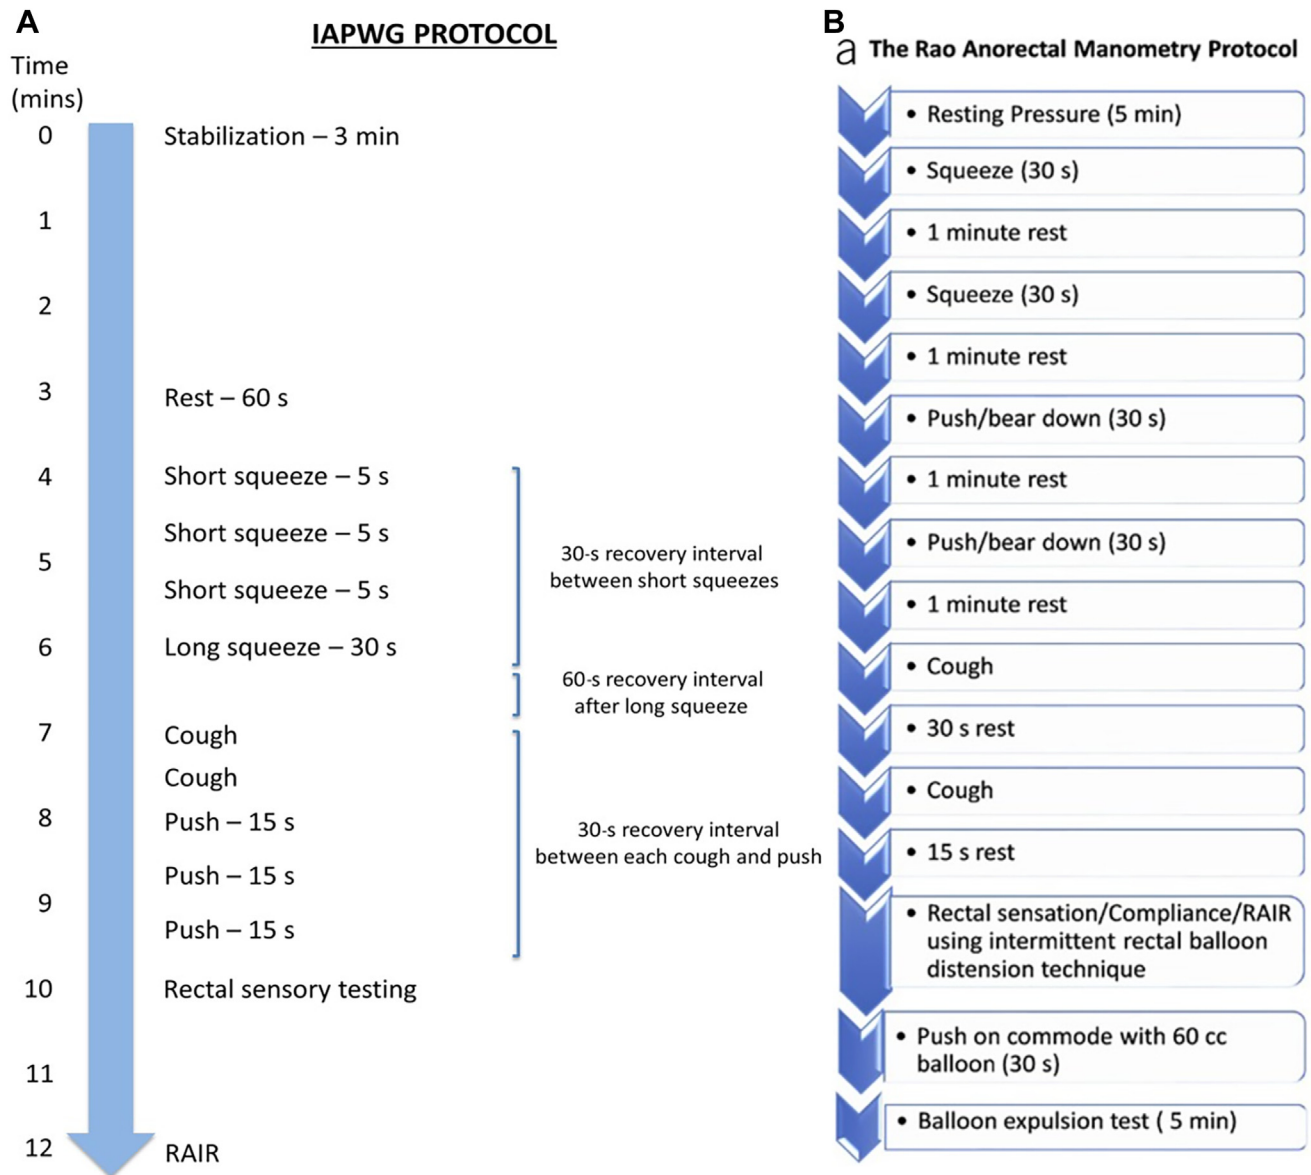 A
IAPWG PROTOCOL
Time
(mins)
0
Stabilization – 3 min
1
2
3
Rest – 60 s
4
Short squeeze – 5 s
Short squeeze – 5 s
5
Short squeeze – 5 s
6
Long squeeze – 30 s
30-s recovery interval
between short squeezes
60-s recovery interval
after long squeeze
7
Cough
Cough
8
Push – 15 s
Push – 15 s
9
Push – 15 s
30-s recovery interval
between each cough and push
10
Rectal sensory testing
11
12
RAIR
B
a The Rao Anorectal Manometry Protocol
• Resting Pressure (5 min)
• Squeeze (30 s)
• 1 minute rest
• Squeeze (30 s)
• 1 minute rest
• Push/bear down (30 s)
• 1 minute rest
• Push/bear down (30 s)
• 1 minute rest
• Cough
• 30 s rest
• Cough
• 15 s rest
• Rectal sensation/Compliance/RAIR
using intermittent rectal balloon
distension technique
• Push on commode with 60 cc
balloon (30 s)
• Balloon expulsion test ( 5 min)